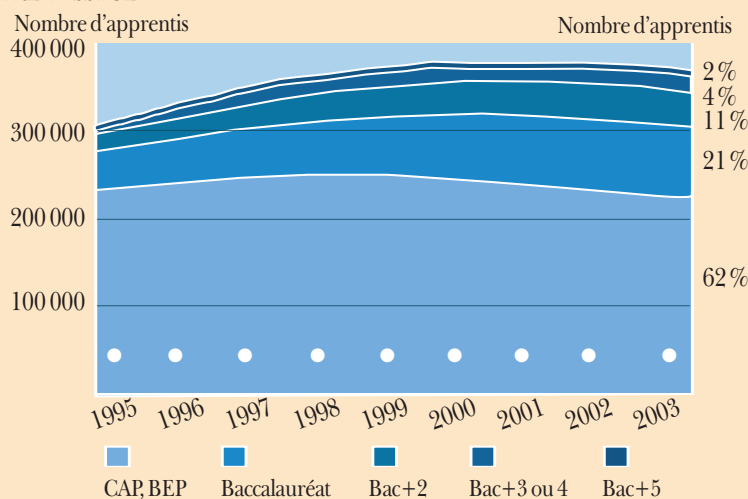 Nombre d'apprentis
Nombre d'apprentis
400 000
300 000
200 000
100 000
2 %
4 %
11 %
21 %
62 %
1995 1996 1997 1998 1999 2000 2001 2002 2003
CAP, BEP Baccalauréat Bac+2 Bac+3 ou 4 Bac+5